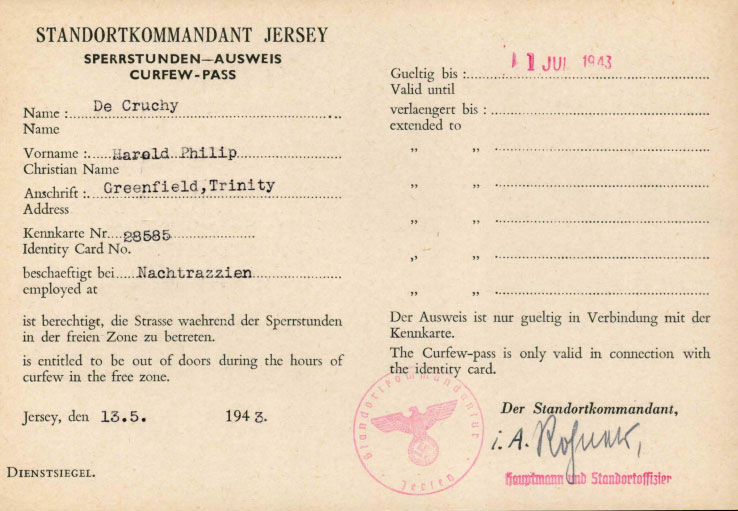 STANDORTKOMMANDANT JERSEY
SPERRSTUNDEN—AUSWEIS
CURFEW-PASS
Name : De Cruchy
Name
Vorname : Harold Philip
Christian Name
Anschrift : Greenfield,Trinity
Address
Kennkarte Nr. 28585
Identity Card No.
beschaeftigt bei Nachtrazzien
employed at
ist berechtigt, die Strasse waehrend der Sperrstunden
in der freien Zone zu betreten.
is entitled to be out of doors during the hours of
curfew in the free zone.
Jersey, den 13.5. 1943.
DIENSTSIEGEL.
Gueltig bis : 11 JUL 1943
Valid until
verlaengert bis :
extended to
„ „
„ „
„ „
„ „
„ „
Der Ausweis ist nur gueltig in Verbindung mit der
Kennkarte.
The Curfew-pass is only valid in connection with
the identity card.
Standortkommandantur
Jersey
Der Standortkommandant,
i. A.
Hauptmann und Standortoffizier